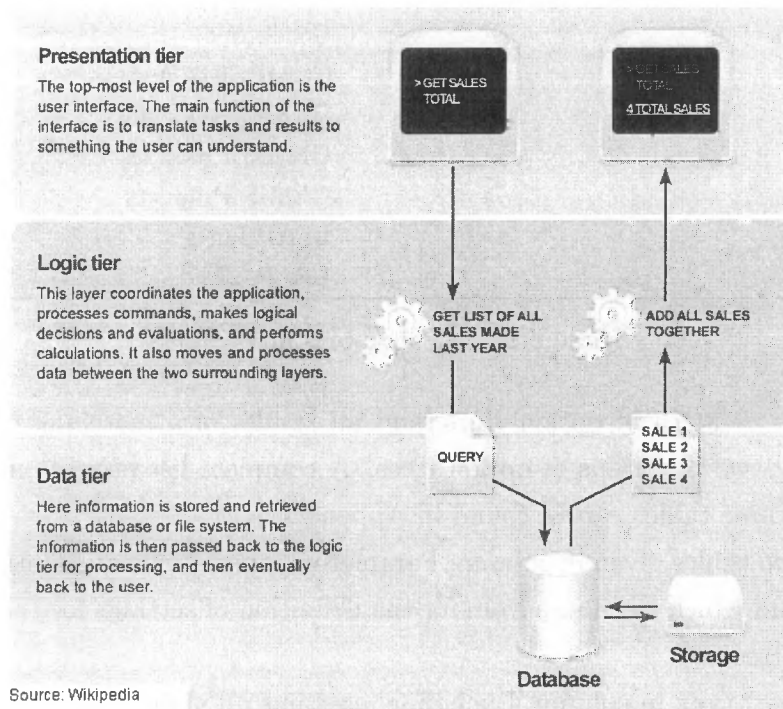 Presentation tier
The top-most level of the application is the
user interface. The main function of the
interface is to translate tasks and results to
something the user can understand.
> GET SALES
TOTAL
> GET SALES
TOTAL
4 TOTAL SALES
Logic tier
This layer coordinates the application,
processes commands, makes logical
decisions and evaluations, and performs
calculations. It also moves and processes
data between the two surrounding layers.
GET LIST OF ALL
SALES MADE
LAST YEAR
ADD ALL SALES
TOGETHER
Data tier
Here information is stored and retrieved
from a database or file system. The
information is then passed back to the logic
tier for processing, and then eventually
back to the user.
QUERY
SALE 1
SALE 2
SALE 3
SALE 4
Database
Storage
Source: Wikipedia